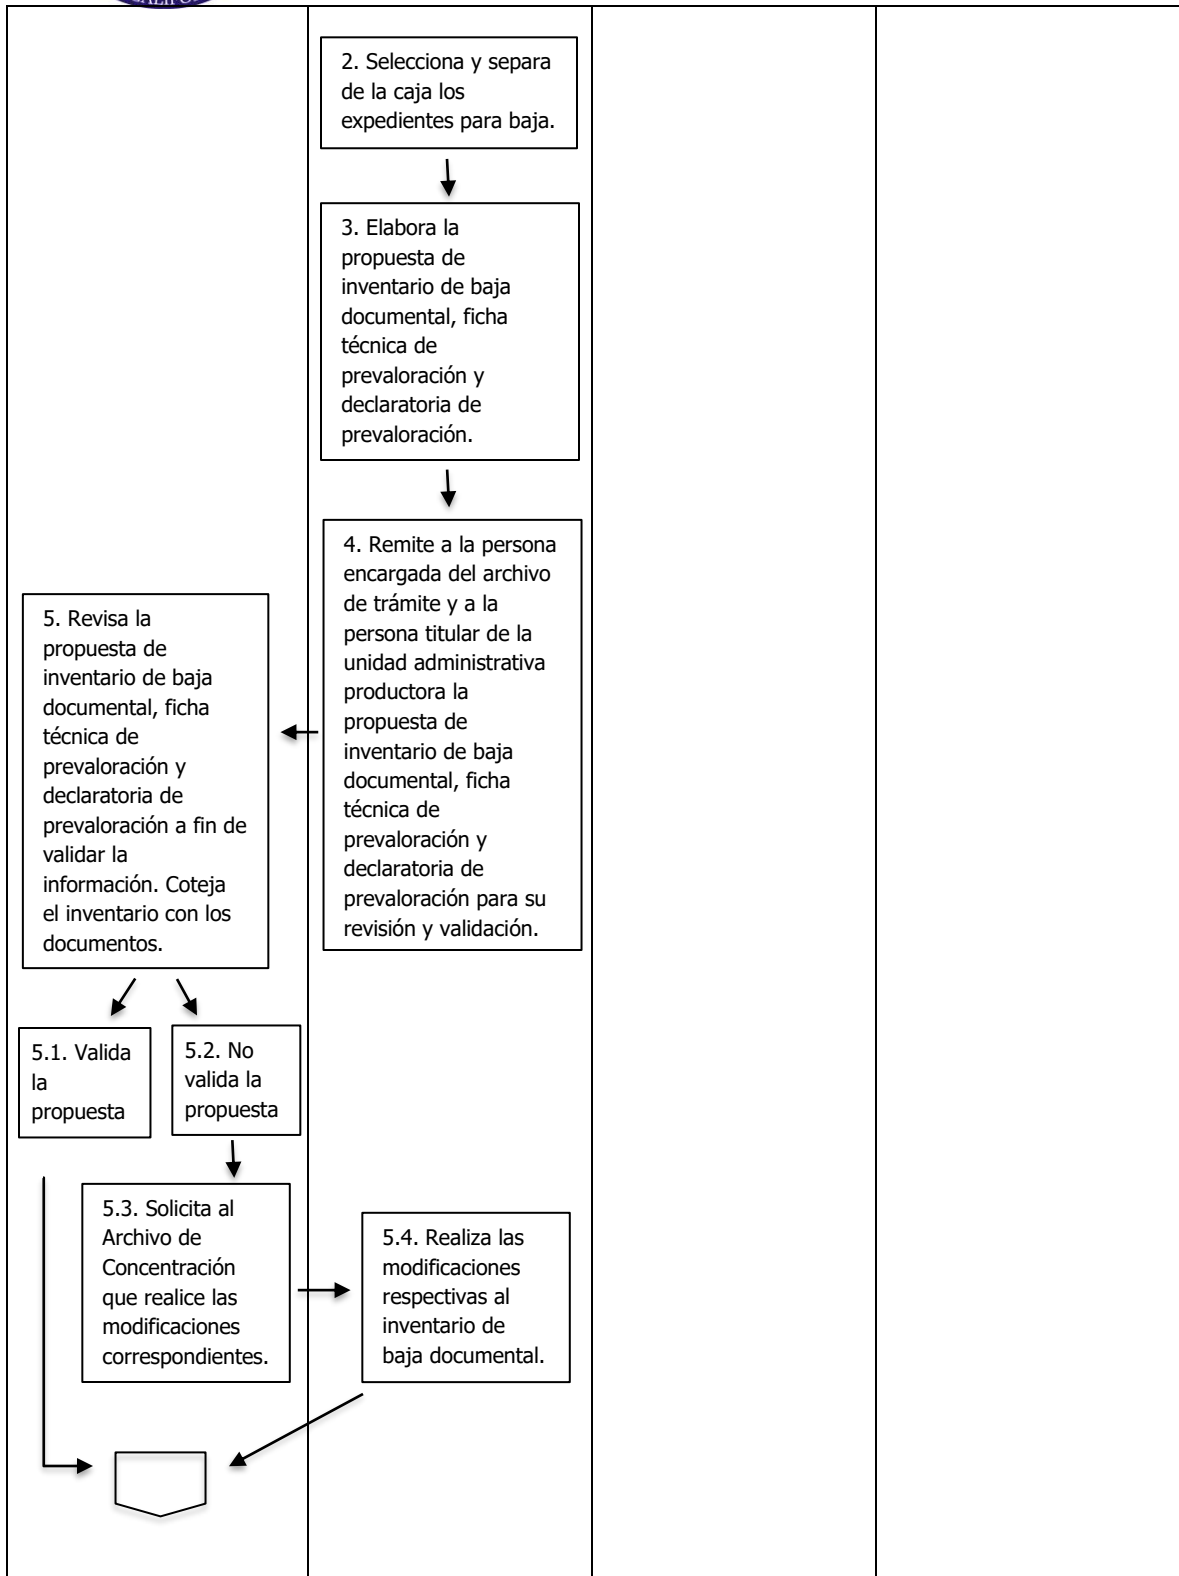 2. Selecciona y separa
de la caja los
expedientes para baja.
3. Elabora la
propuesta de
inventario de baja
documental, ficha
técnica de
prevaloración y
declaratoria de
prevaloración.
4. Remite a la persona
encargada del archivo
de trámite y a la
persona titular de la
unidad administrativa
productora la
propuesta de
inventario de baja
documental, ficha
técnica de
prevaloración y
declaratoria de
prevaloración para su
revisión y validación.
5. Revisa la
propuesta de
inventario de baja
documental, ficha
técnica de
prevaloración y
declaratoria de
prevaloración a fin de
validar la
información. Coteja
el inventario con los
documentos.
5.1. Valida
la
propuesta
5.2. No
valida la
propuesta
5.3. Solicita al
Archivo de
Concentración
que realice las
modificaciones
correspondientes.
5.4. Realiza las
modificaciones
respectivas al
inventario de
baja documental.